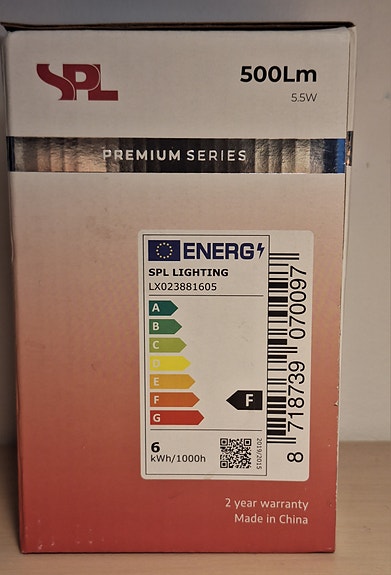 SPL
500Lm
5.5W
PREMIUM SERIES
ENERG
SPL LIGHTING
LX023881605
A
B
C
D
E
F
G
F
6
kWh/1000h
2019/2015
8 718739 070097
2 year warranty
Made in China